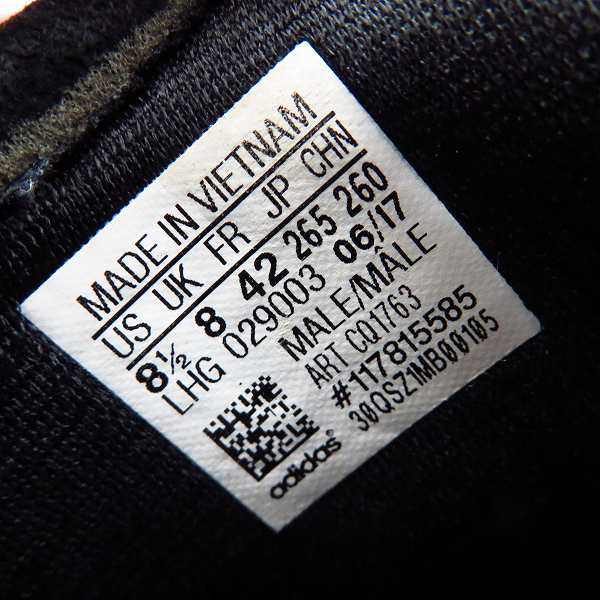 MADE IN VIETNAM
US UK FR JP CHN
8½ 8 42 265 260
LHG 029003 06/17
MALE/MÂLE
ART CQ1763
#117815585
30QSZ1MB00105
adidas